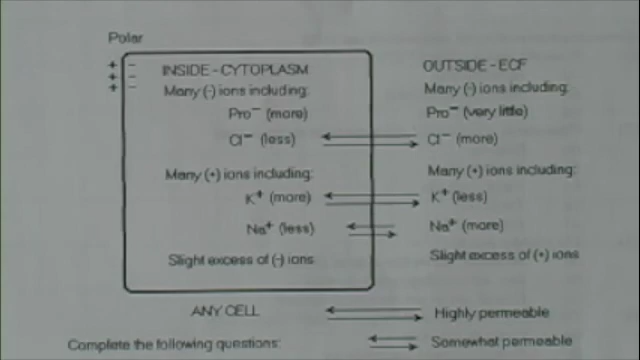 Polar
+ −
+ −
+ −
INSIDE - CYTOPLASM
Many (-) ions including:
Pro⁻ (more)
Cl⁻ (less)
Many (+) ions including:
K⁺ (more)
Na⁺ (less)
Slight excess of (-) ions
OUTSIDE - ECF
Many (-) ions including:
Pro⁻ (very little)
Cl⁻ (more)
Many (+) ions including:
K⁺ (less)
Na⁺ (more)
Slight excess of (+) ions
ANY CELL
Highly permeable
Complete the following questions:
Somewhat permeable